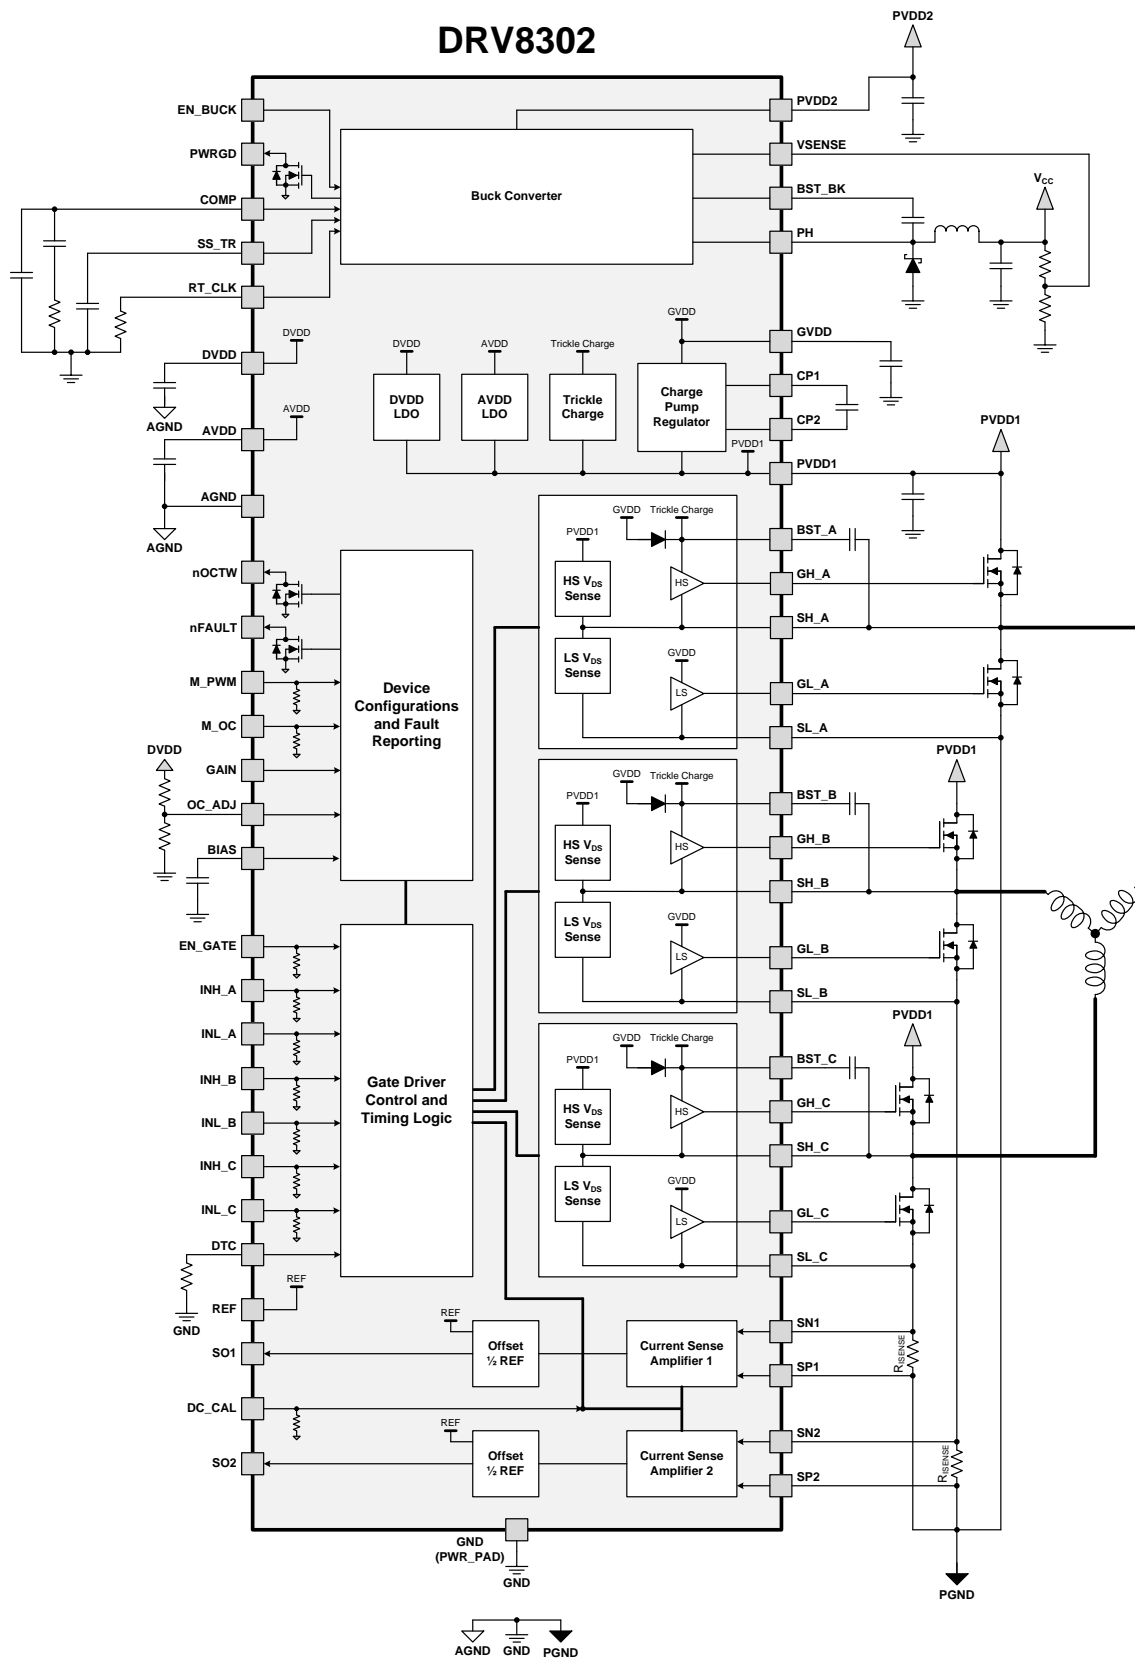 DRV8302
PVDD2
EN_BUCK
PWRGD
COMP
SS_TR
RT_CLK
DVDD
DVDD
AGND
AVDD
AVDD
AGND
AGND
nOCTW
nFAULT
M_PWM
M_OC
DVDD
GAIN
OC_ADJ
BIAS
EN_GATE
INH_A
INL_A
INH_B
INL_B
INH_C
INL_C
DTC
GND
REF
REF
SO1
DC_CAL
SO2
Buck Converter
DVDD
DVDD
LDO
AVDD
AVDD
LDO
Trickle Charge
Trickle
Charge
GVDD
Charge
Pump
Regulator
PVDD1
Device
Configurations
and Fault
Reporting
Gate Driver
Control and
Timing Logic
GVDD
Trickle Charge
PVDD1
HS VDS
Sense
HS
LS VDS
Sense
GVDD
LS
GVDD
Trickle Charge
PVDD1
HS VDS
Sense
HS
LS VDS
Sense
GVDD
LS
GVDD
Trickle Charge
PVDD1
HS VDS
Sense
HS
LS VDS
Sense
GVDD
LS
REF
Offset
½ REF
Current Sense
Amplifier 1
REF
Offset
½ REF
Current Sense
Amplifier 2
PVDD2
VSENSE
BST_BK
VCC
PH
GVDD
CP1
CP2
PVDD1
PVDD1
BST_A
GH_A
SH_A
GL_A
SL_A
PVDD1
BST_B
GH_B
SH_B
GL_B
SL_B
PVDD1
BST_C
GH_C
SH_C
GL_C
SL_C
SN1
RISENSE
SP1
SN2
RISENSE
SP2
GND
(PWR_PAD)
GND
PGND
AGND GND PGND